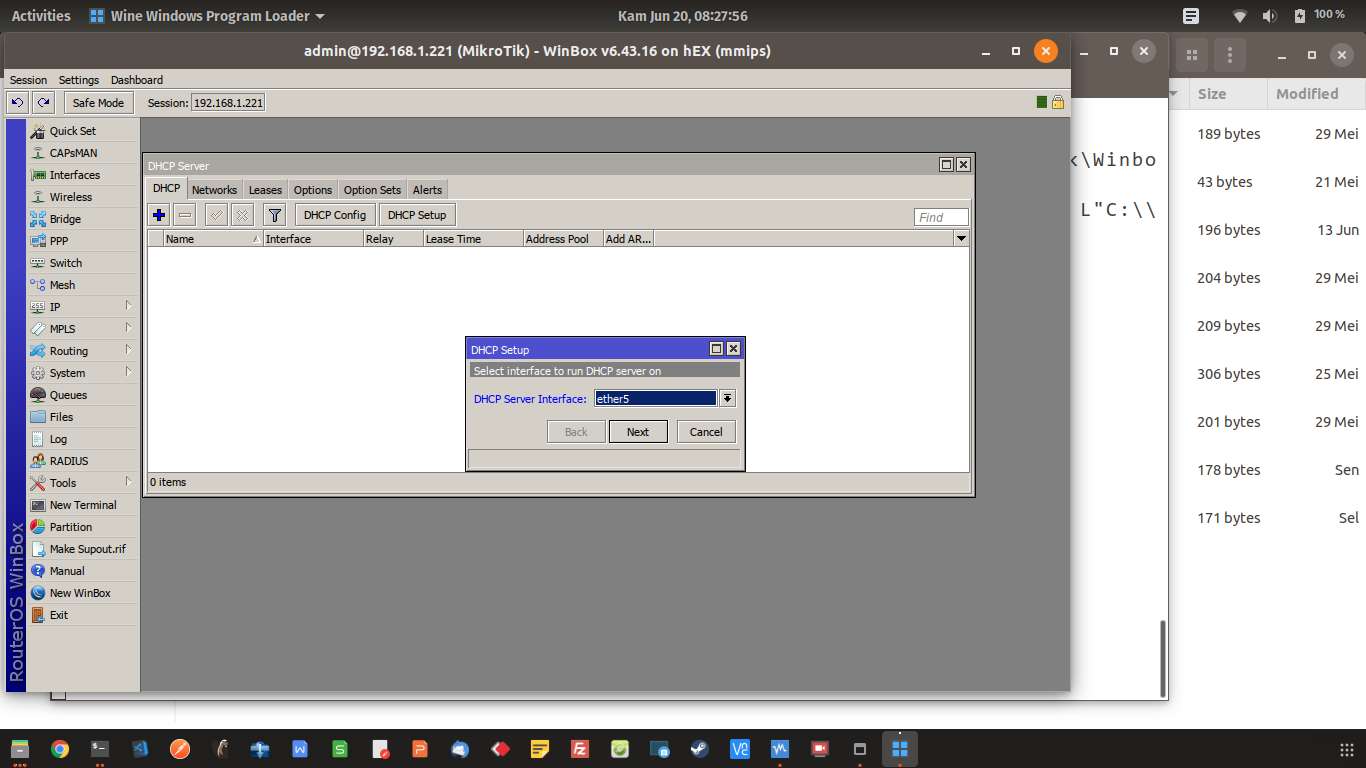 Activities Wine Windows Program Loader Kam Jun 20, 08:27:56 100 %
admin@192.168.1.221 (MikroTik) - WinBox v6.43.16 on hEX (mmips)
Session Settings Dashboard
Safe Mode Session: 192.168.1.221
Quick Set
CAPsMAN
Interfaces
Wireless
Bridge
PPP
Switch
Mesh
IP
MPLS
Routing
System
Queues
Files
Log
RADIUS
Tools
New Terminal
Partition
Make Supout.rif
Manual
New WinBox
Exit
RouterOS WinBox
DHCP Server
DHCP Networks Leases Options Option Sets Alerts
DHCP Config DHCP Setup Find
Name Interface Relay Lease Time Address Pool Add AR...
DHCP Setup
Select interface to run DHCP server on
DHCP Server Interface: ether5
Back Next Cancel
0 items
k\Winbo
L"C:\\
Size Modified
189 bytes 29 Mei
43 bytes 21 Mei
196 bytes 13 Jun
204 bytes 29 Mei
209 bytes 29 Mei
306 bytes 25 Mei
201 bytes 29 Mei
178 bytes Sen
171 bytes Sel